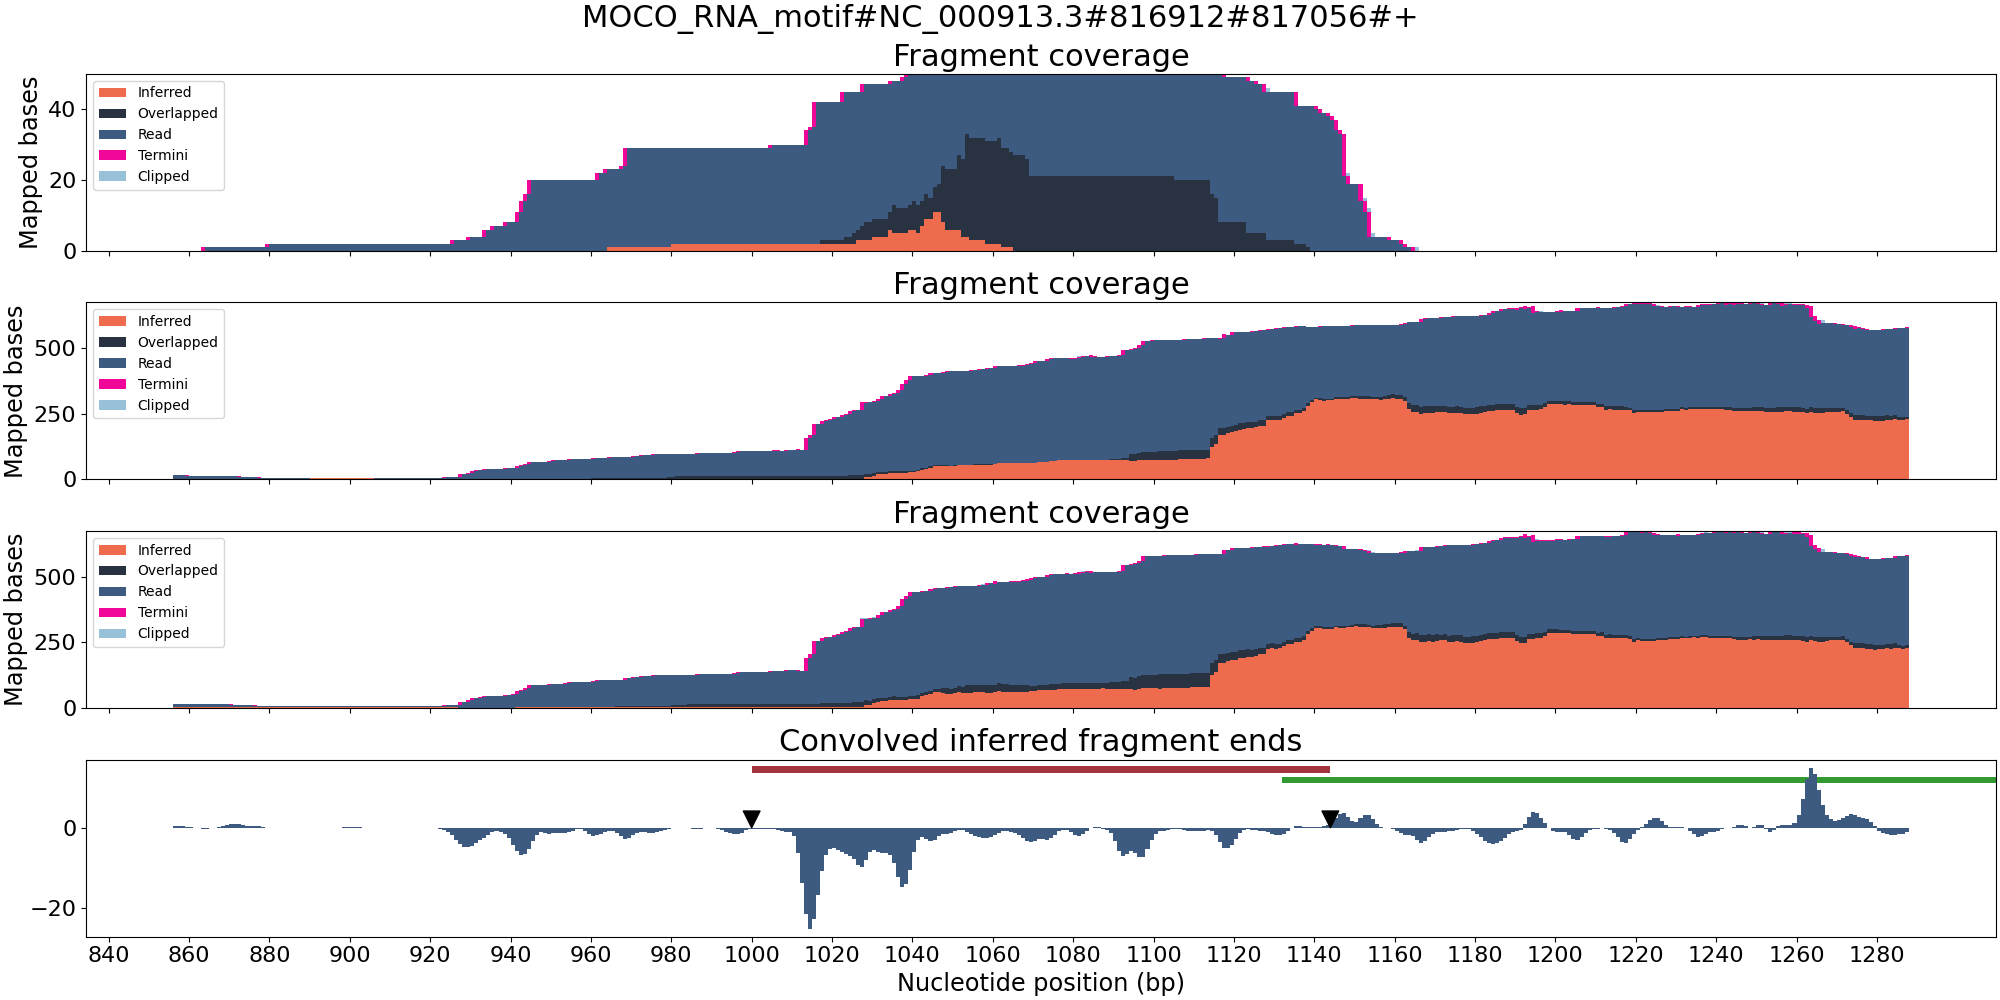 MOCO_RNA_motif#NC_000913.3#816912#817056#+
Fragment coverage
Mapped bases
40
20
0
Inferred
Overlapped
Read
Termini
Clipped
Fragment coverage
Mapped bases
500
250
0
Inferred
Overlapped
Read
Termini
Clipped
Fragment coverage
Mapped bases
500
250
0
Inferred
Overlapped
Read
Termini
Clipped
Convolved inferred fragment ends
0
−20
840 860 880 900 920 940 960 980 1000 1020 1040 1060 1080 1100 1120 1140 1160 1180 1200 1220 1240 1260 1280
Nucleotide position (bp)